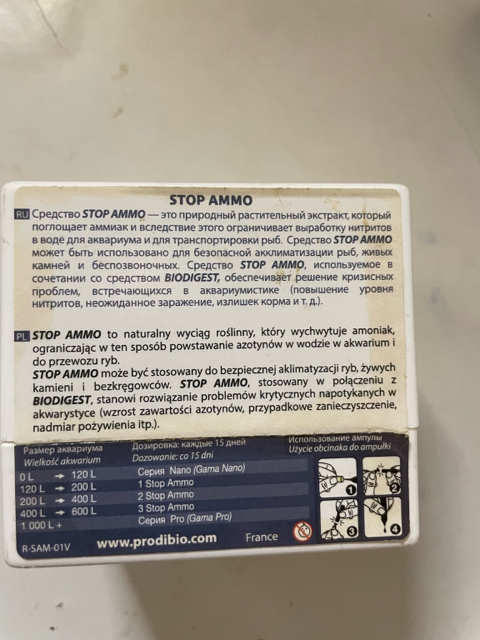 STOP AMMO
RU Средство STOP AMMO — это природный растительный экстракт, который
поглощает аммиак и вследствие этого ограничивает выработку нитритов
в воде для аквариума и для транспортировки рыб. Средство STOP AMMO
может быть использовано для безопасной акклиматизации рыб, живых
камней и беспозвоночных. Средство STOP AMMO, используемое в
сочетании со средством BIODIGEST, обеспечивает решение кризисных
проблем, встречающихся в аквариумистике (повышение уровня
нитритов, неожиданное заражение, излишек корма и т. д.).
PL STOP AMMO to naturalny wyciąg roślinny, który wychwytuje amoniak,
ograniczając w ten sposób powstawanie azotynów w wodzie w akwarium i
do przewozu ryb.
STOP AMMO może być stosowany do bezpiecznej aklimatyzacji ryb, żywych
kamieni i bezkręgowców. STOP AMMO, stosowany w połączeniu z
BIODIGEST, stanowi rozwiązanie problemów krytycznych napotykanych w
akwarystyce (wzrost zawartości azotynów, przypadkowe zanieczyszczenie,
nadmiar pożywienia itp.).
Размер аквариума
Wielkość akwarium
Дозировка: каждые 15 дней
Dozowanie: co 15 dni
Использование ампулы
Użycie obcinaka do ampułki
0 L → 120 L Серия Nano (Gama Nano)
120 L → 200 L 1 Stop Ammo
200 L → 400 L 2 Stop Ammo
400 L → 600 L 3 Stop Ammo
1 000 L + Серия Pro (Gama Pro)
1
2
3
4
R-SAM-01V www.prodibio.com France